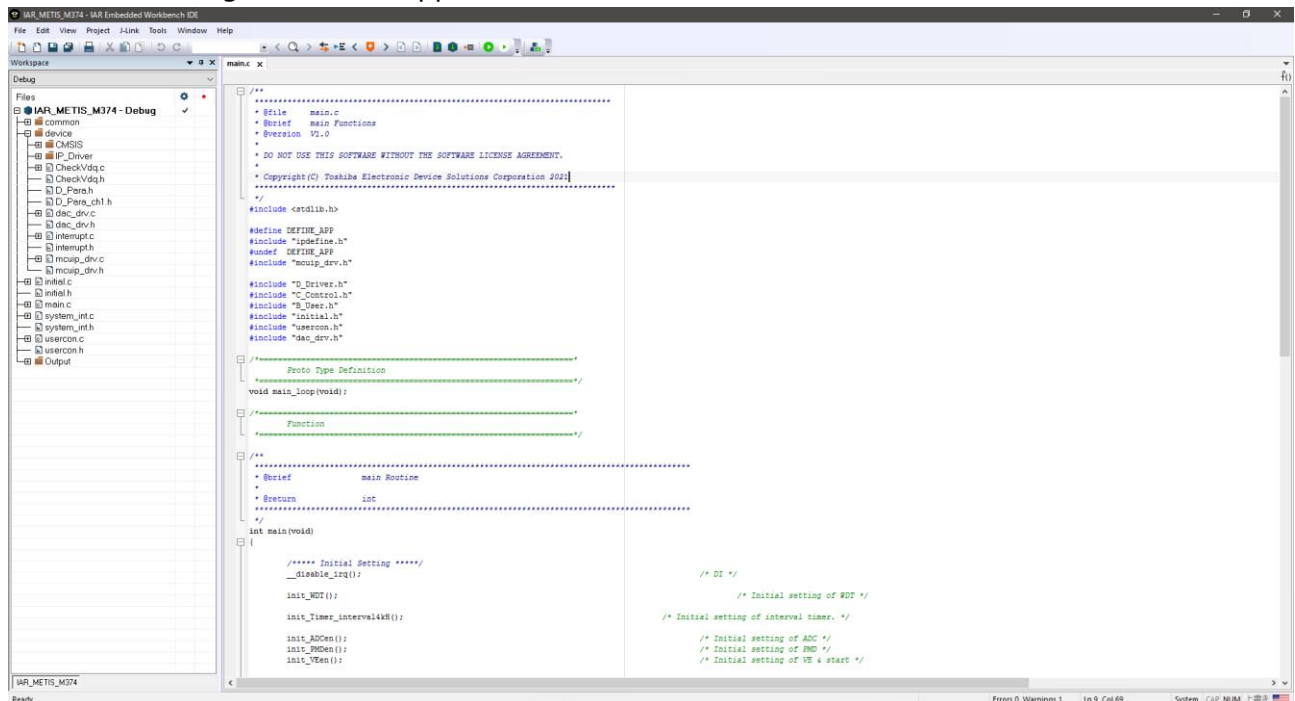 IAR_METIS_M374 - IAR Embedded Workbench IDE
File Edit View Project J-Link Tools Window Help
Workspace
main.c x
Debug
Files
IAR_METIS_M374 - Debug
common
device
CMSIS
IP_Driver
CheckVdq.c
CheckVdq.h
D_Para.h
D_Para_ch1.h
dac_drv.c
dac_drv.h
interrupt.c
interrupt.h
mcuip_drv.c
mcuip_drv.h
initial.c
initial.h
main.c
system_int.c
system_int.h
usercon.c
usercon.h
Output
/**
* @file main.c
* @brief main Functions
* @version V1.0
*
* DO NOT USE THIS SOFTWARE WITHOUT THE SOFTWARE LICENSE AGREEMENT.
*
* Copyright(C) Toshiba Electronic Device Solutions Corporation 2021
*/
#include <stdlib.h>
#define DEFINE_APP
#include "ipdefine.h"
#undef DEFINE_APP
#include "mcuip_drv.h"
#include "D_Driver.h"
#include "C_Control.h"
#include "B_User.h"
#include "initial.h"
#include "usercon.h"
#include "dac_drv.h"
Proto Type Definition
void main_loop(void);
Function
/**
* @brief main Routine
*
* @return int
*/
int main(void)
{
/***** Initial Setting *****/
__disable_irq(); /* DI */
init_WDT(); /* Initial setting of WDT */
init_Timer_interval4kH(); /* Initial setting of interval timer. */
init_ADCen(); /* Initial setting of ADC */
init_PMDen(); /* Initial setting of PMD */
init_VEen(); /* Initial setting of VE & start */
IAR_METIS_M374
Ready
Errors 0, Warnings 1 Ln 9, Col 69 System CAP NUM